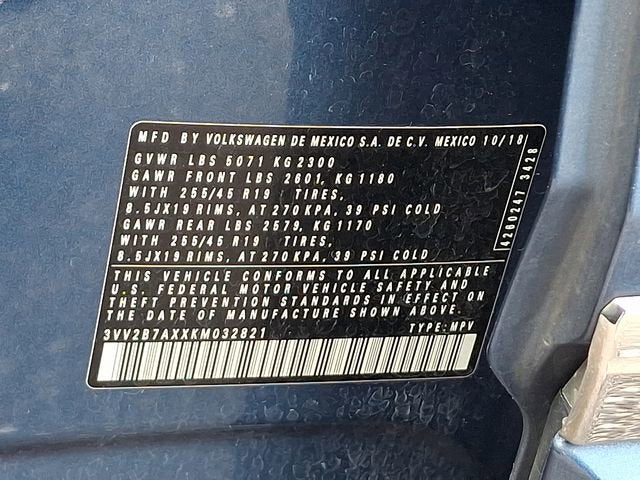 MFD BY VOLKSWAGEN DE MEXICO S.A. DE C.V. MEXICO 10/18
GVWR LBS 5071 KG 2300
GAWR FRONT LBS 2601, KG 1180
WITH 255/45 R19 TIRES,
8.5JX19 RIMS, AT 270 KPA, 39 PSI COLD
GAWR REAR LBS 2579, KG 1170
WITH 255/45 R19 TIRES,
8.5JX19 RIMS, AT 270 KPA, 39 PSI COLD
THIS VEHICLE CONFORMS TO ALL APPLICABLE
U.S. FEDERAL MOTOR VEHICLE SAFETY AND
THEFT PREVENTION STANDARDS IN EFFECT ON
THE DATE OF MANUFACTURE SHOWN ABOVE.
3VV2B7AXXKM032821 TYPE: MPV
4260247 3428